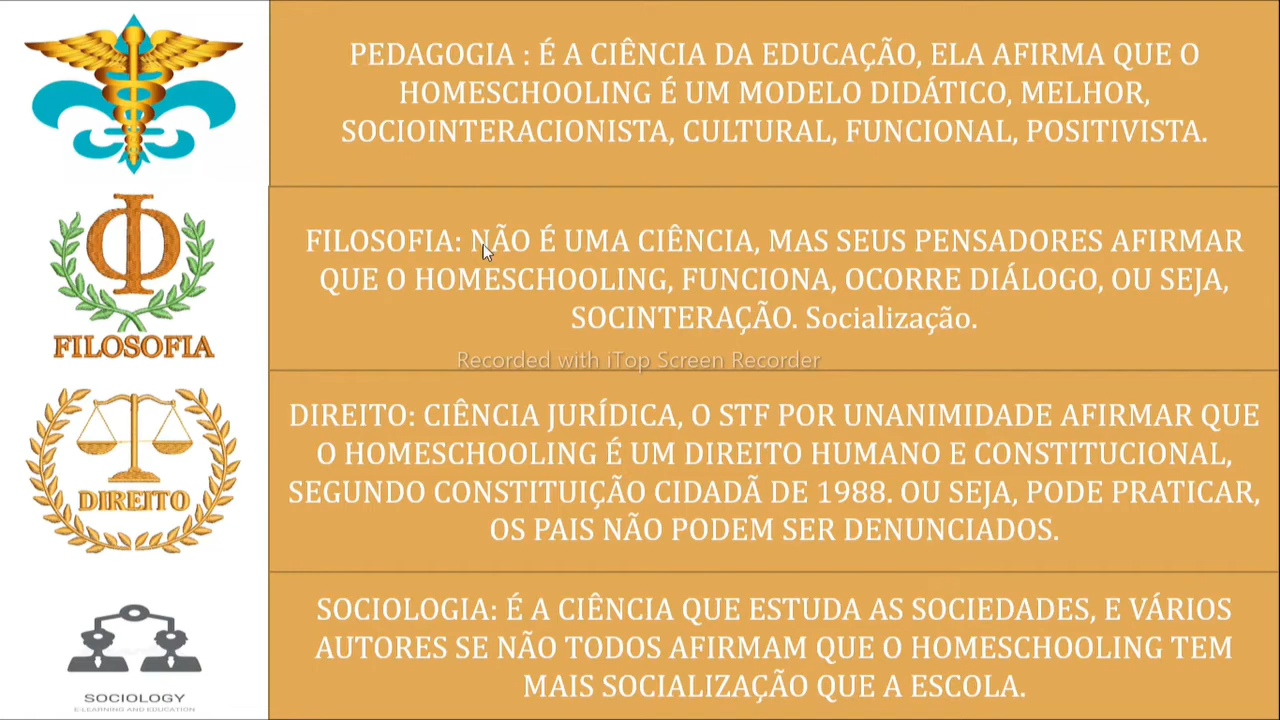 PEDAGOGIA : É A CIÊNCIA DA EDUCAÇÃO, ELA AFIRMA QUE O
HOMESCHOOLING É UM MODELO DIDÁTICO, MELHOR,
SOCIOINTERACIONISTA, CULTURAL, FUNCIONAL, POSITIVISTA.
Φ
FILOSOFIA
FILOSOFIA: NÃO É UMA CIÊNCIA, MAS SEUS PENSADORES AFIRMAR
QUE O HOMESCHOOLING, FUNCIONA, OCORRE DIÁLOGO, OU SEJA,
SOCINTERAÇÃO. Socialização.
Recorded with iTop Screen Recorder
DIREITO
DIREITO: CIÊNCIA JURÍDICA, O STF POR UNANIMIDADE AFIRMAR QUE
O HOMESCHOOLING É UM DIREITO HUMANO E CONSTITUCIONAL,
SEGUNDO CONSTITUIÇÃO CIDADÃ DE 1988. OU SEJA, PODE PRATICAR,
OS PAIS NÃO PODEM SER DENUNCIADOS.
SOCIOLOGY
E-LEARNING AND EDUCATION
SOCIOLOGIA: É A CIÊNCIA QUE ESTUDA AS SOCIEDADES, E VÁRIOS
AUTORES SE NÃO TODOS AFIRMAM QUE O HOMESCHOOLING TEM
MAIS SOCIALIZAÇÃO QUE A ESCOLA.